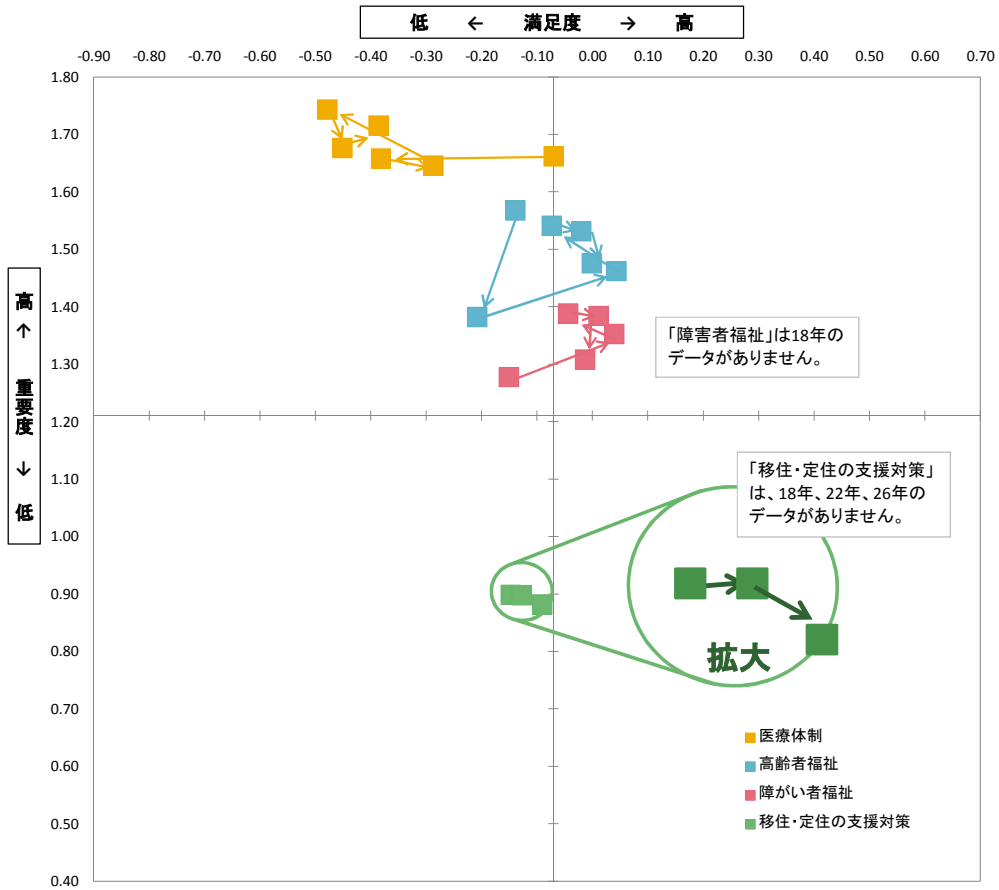 低 ← 満足度 → 高
-0.90 -0.80 -0.70 -0.60 -0.50 -0.40 -0.30 -0.20 -0.10 0.00 0.10 0.20 0.30 0.40 0.50 0.60 0.70
1.80
1.70
1.60
1.50
1.40
1.30
1.20
1.10
1.00
0.90
0.80
0.70
0.60
0.50
0.40
高 ↑ 重要度 ↓ 低
「障害者福祉」は18年の
データがありません。
「移住・定住の支援対策」
は、18年、22年、26年の
データがありません。
拡大
医療体制
高齢者福祉
障がい者福祉
移住・定住の支援対策